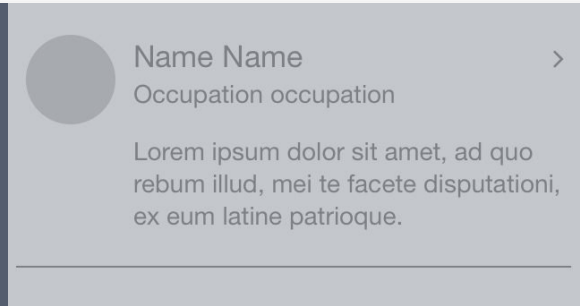 Name Name
Occupation occupation
Lorem ipsum dolor sit amet, ad quo
rebum illud, mei te facete disputationi,
ex eum latine patrioque.